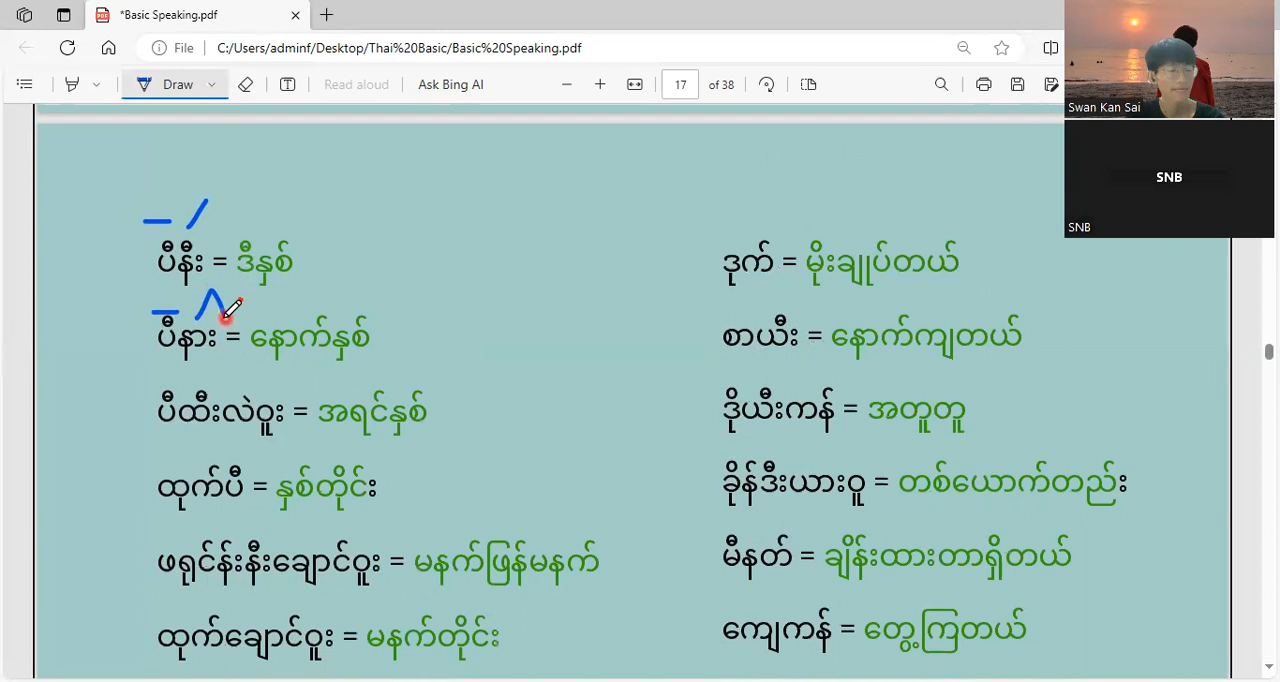 *Basic Speaking.pdf
File C:/Users/adminf/Desktop/Thai%20Basic/Basic%20Speaking.pdf
Draw Read aloud Ask Bing AI 17 of 38
Swan Kan Sai
SNB
SNB
ပီနီး = ဒီနှစ်
ပီနား = နောက်နှစ်
ပီထီးလဲဝူး = အရင်နှစ်
ထုက်ပီ = နှစ်တိုင်း
ဖရုင်န်းနီးချောင်ဝူး = မနက်ဖြန်မနက်
ထုက်ချောင်ဝူး = မနက်တိုင်း
ဒုက် = မိုးချုပ်တယ်
စာယီး = နောက်ကျတယ်
ဒိုယီးကန် = အတူတူ
ခိုန်ဒီးယားဝူ = တစ်ယောက်တည်း
မီနတ် = ချိန်းထားတာရှိတယ်
ကျေကန် = တွေ့ကြတယ်